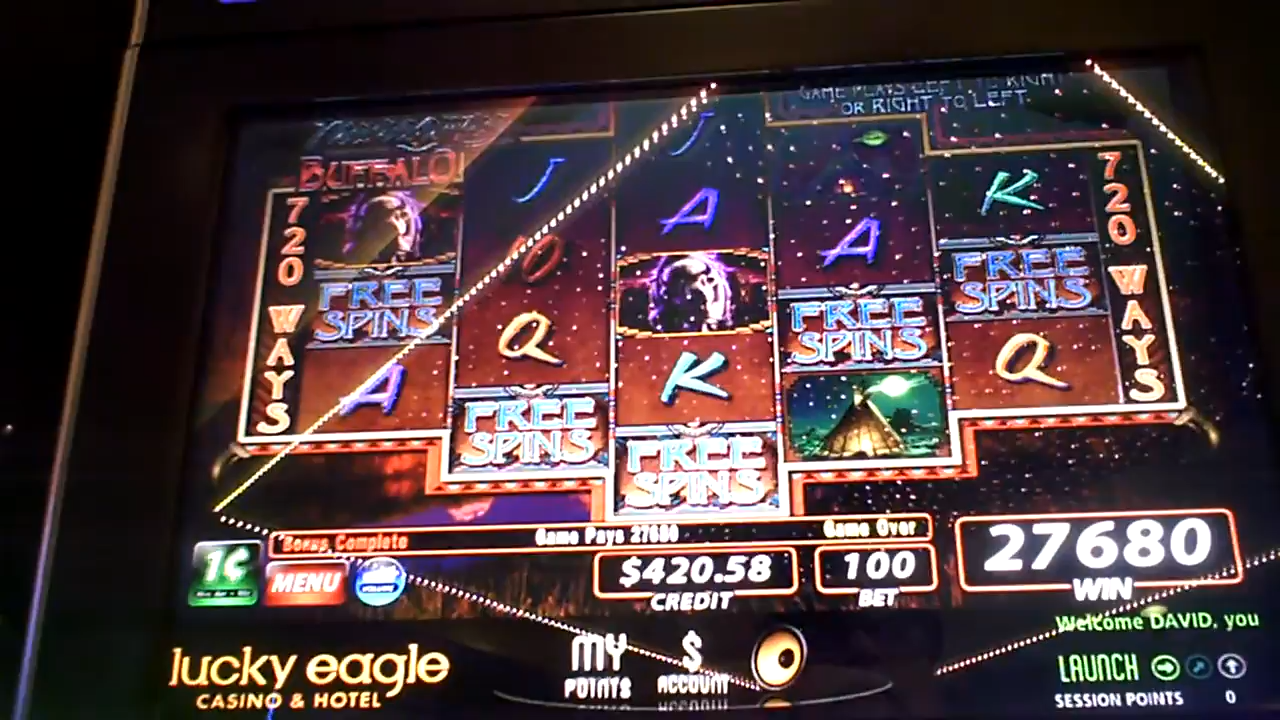 GAME PLAYS LEFT TO RIGHT
OR RIGHT TO LEFT
BUFFALO!
720 WAYS
J
J
A
A
K
10
Q
A
FREE SPINS
FREE SPINS
K
FREE SPINS
FREE SPINS
Q
FREE SPINS
720 WAYS
Bonus Complete
Game Pays 27680
Game Over
1¢
MENU
$420.58
CREDIT
100
BET
27680
WIN
Welcome DAVID, you
lucky eagle
CASINO & HOTEL
MY
POINTS
$
ACCOUNT
LAUNCH
SESSION POINTS 0